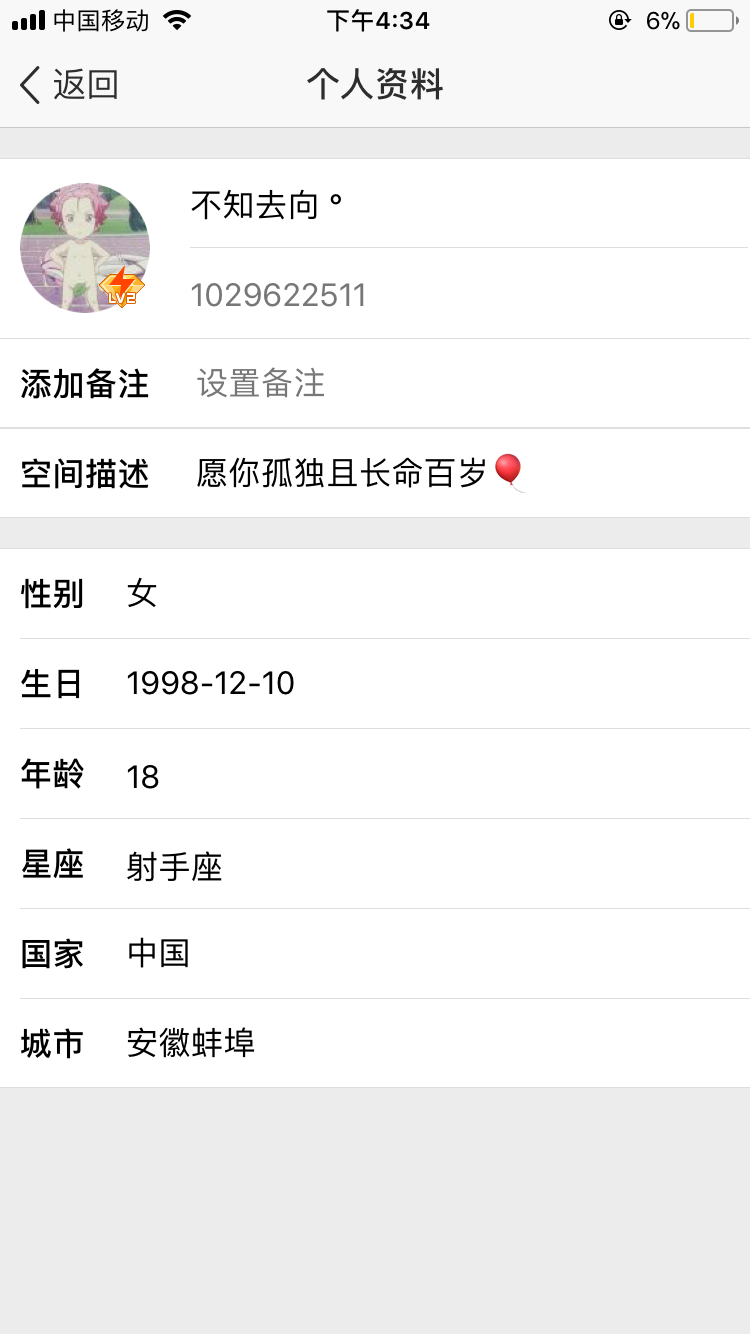 中国移动 下午4:34 6%
返回 个人资料
不知去向 °
LV2
1029622511
添加备注 设置备注
空间描述 愿你孤独且长命百岁🎈
性别 女
生日 1998-12-10
年龄 18
星座 射手座
国家 中国
城市 安徽蚌埠